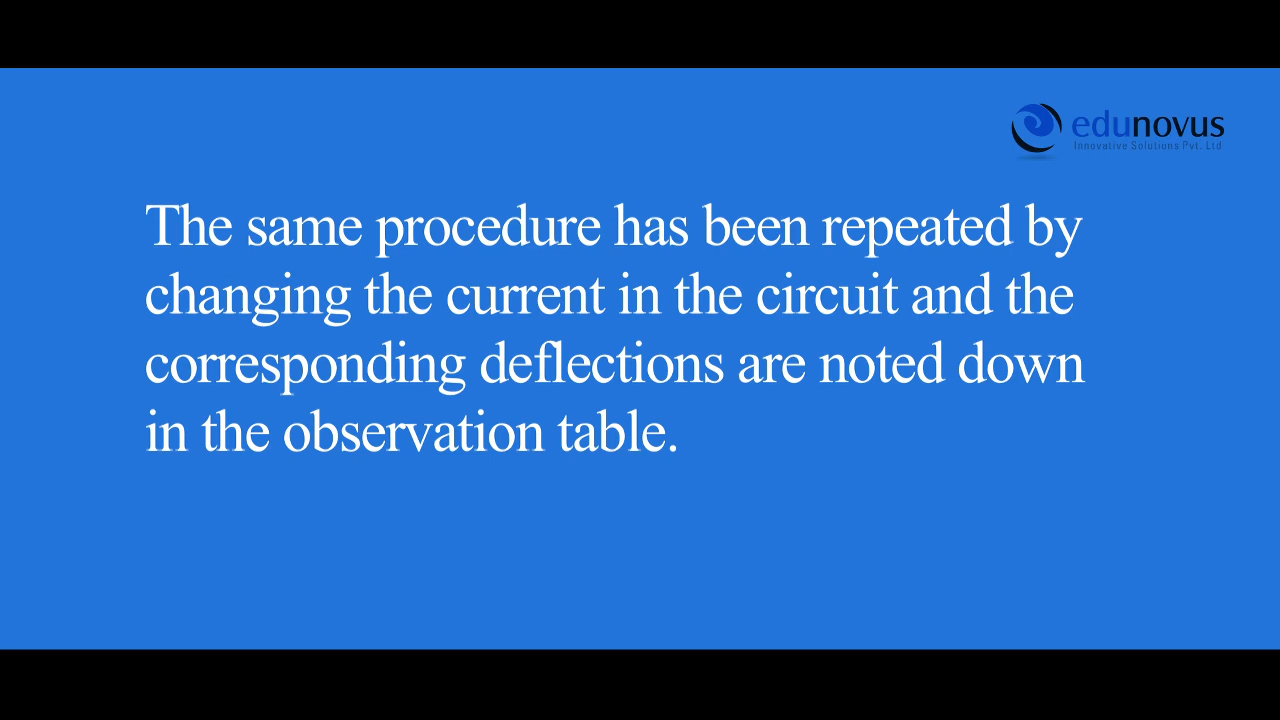 edunovus
Innovative Solutions Pvt. Ltd
The same procedure has been repeated by
changing the current in the circuit and the
corresponding deflections are noted down
in the observation table.